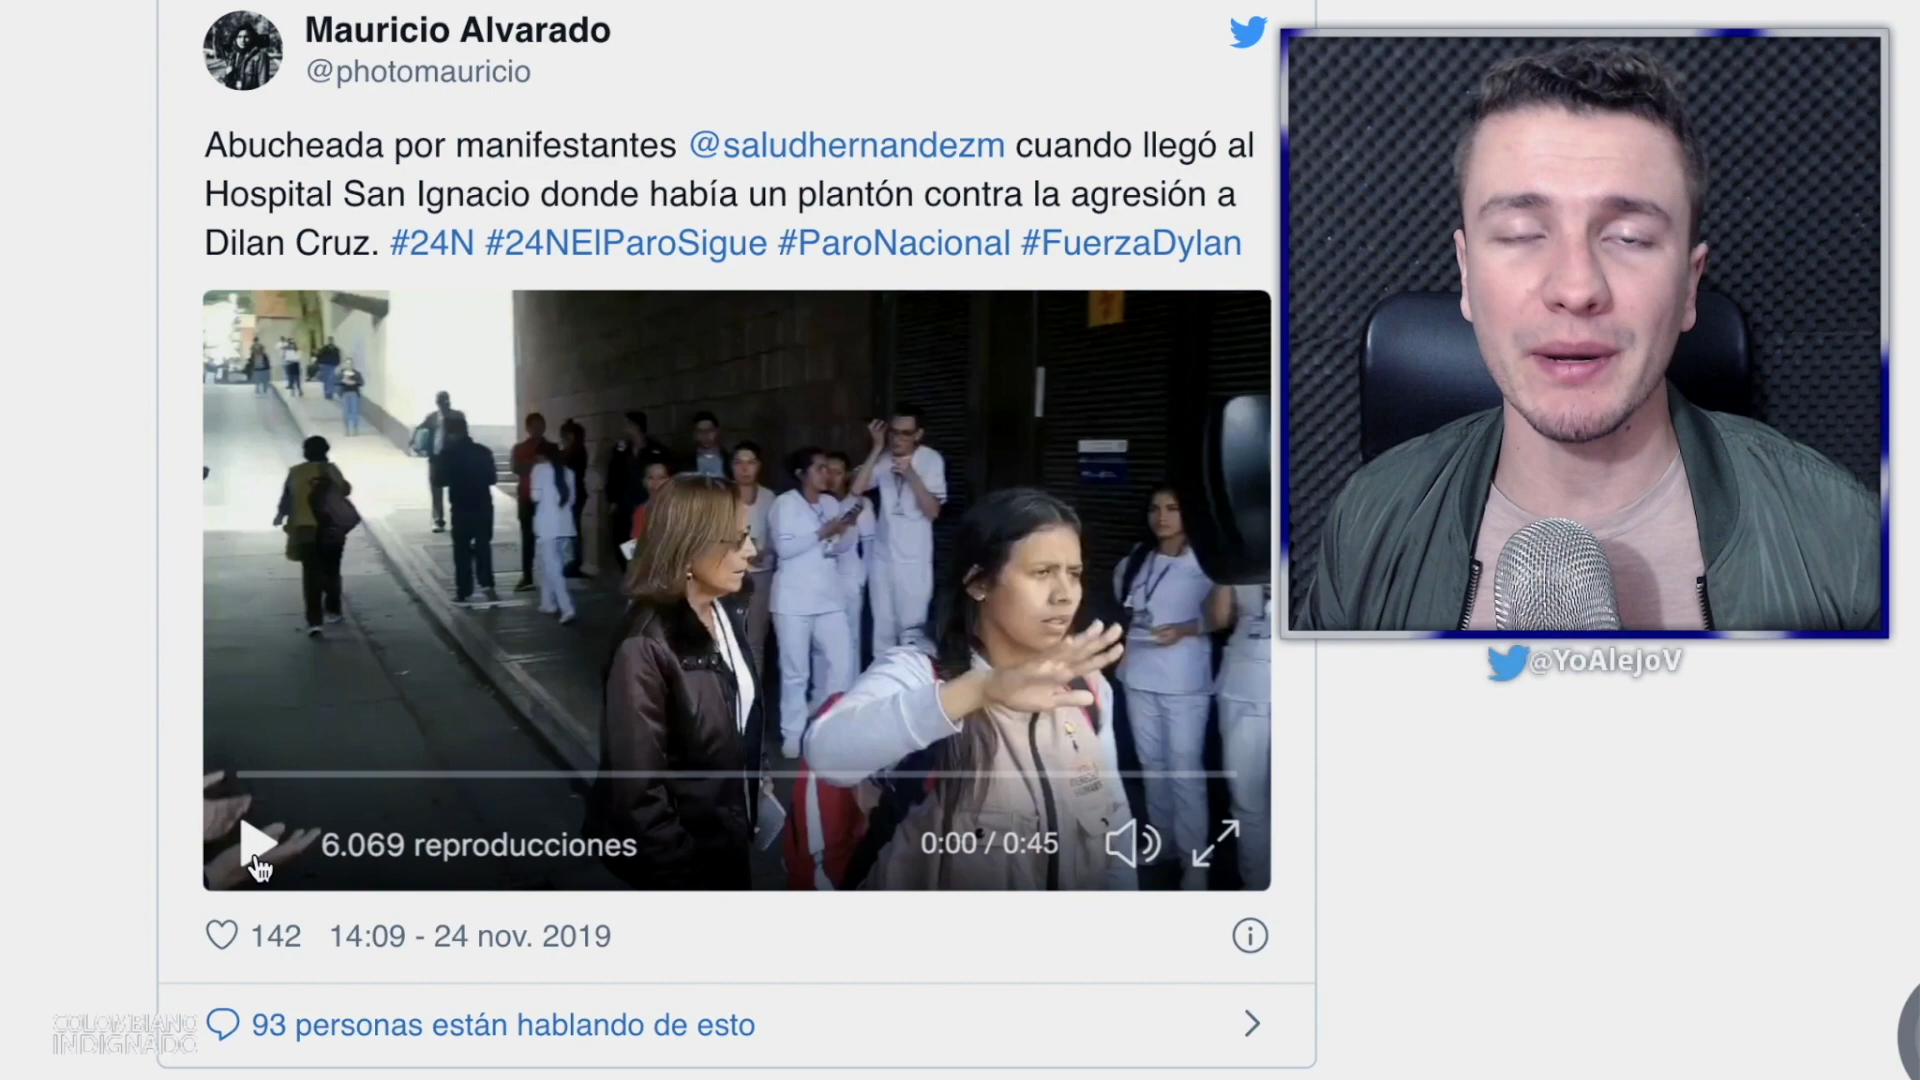 Mauricio Alvarado
@photomauricio
Abucheada por manifestantes @saludhernandezm cuando llegó al
Hospital San Ignacio donde había un plantón contra la agresión a
Dilan Cruz. #24N #24NElParoSigue #ParoNacional #FuerzaDylan
@YoAleJoV
6.069 reproducciones
0:00 / 0:45
142 14:09 - 24 nov. 2019
93 personas están hablando de esto
COLOMBIANO
INDIGNADO